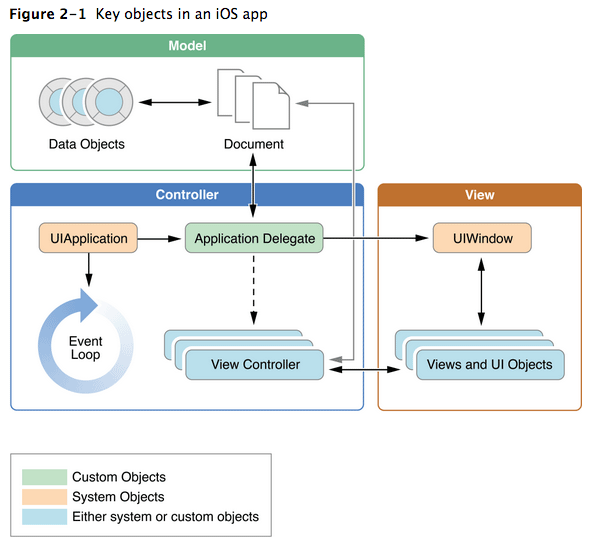 Figure 2–1 Key objects in an iOS app
Model
Data Objects
Document
Controller
View
UIApplication
Application Delegate
UIWindow
Event
Loop
View Controller
Views and UI Objects
Custom Objects
System Objects
Either system or custom objects